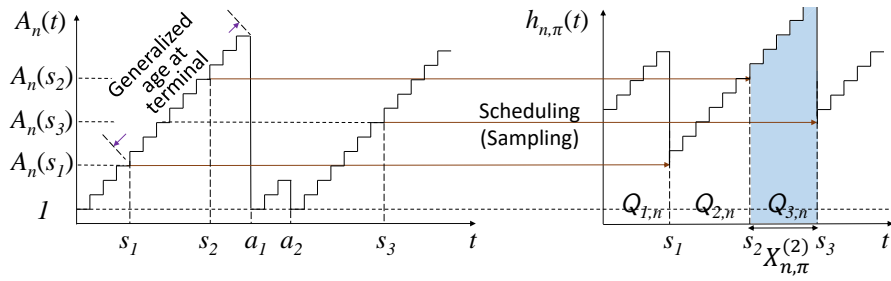 A_n(t)
Generalized
age at
terminal
A_n(s_2)
A_n(s_3)
A_n(s_1)
1
s_1
s_2
a_1
a_2
s_3
t
Scheduling
(Sampling)
h_{n,π}(t)
Q_{1,n}
Q_{2,n}
Q_{3,n}
s_1
s_2
s_3
t
X_{n,π}^{(2)}